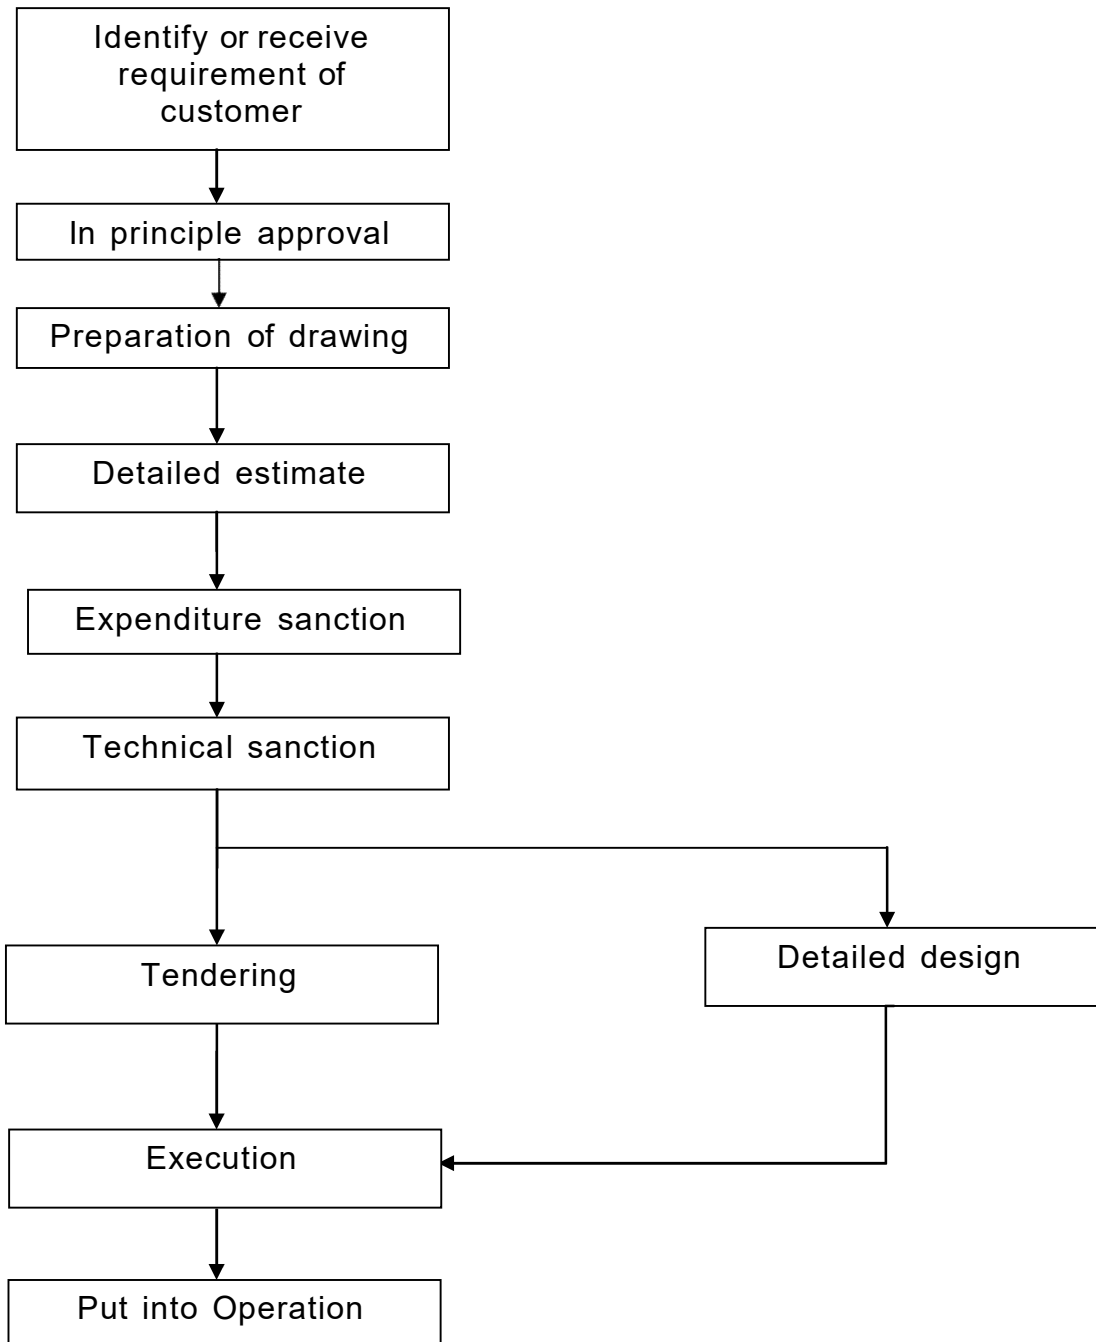 Identify or receive
requirement of
customer
In principle approval
Preparation of drawing
Detailed estimate
Expenditure sanction
Technical sanction
Tendering
Detailed design
Execution
Put into Operation